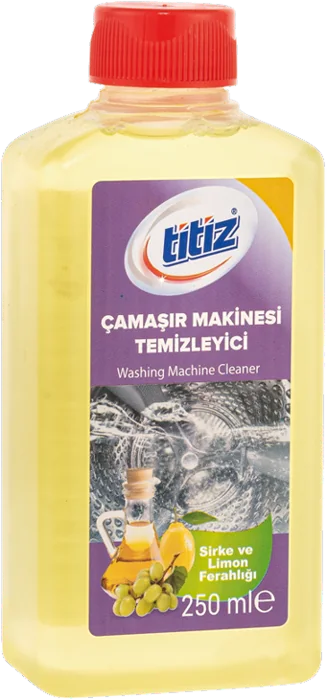 titiz®
ÇAMAŞIR MAKİNESİ
TEMİZLEYİCİ
Washing Machine Cleaner
Sirke ve
Limon
Ferahlığı
250 ml℮